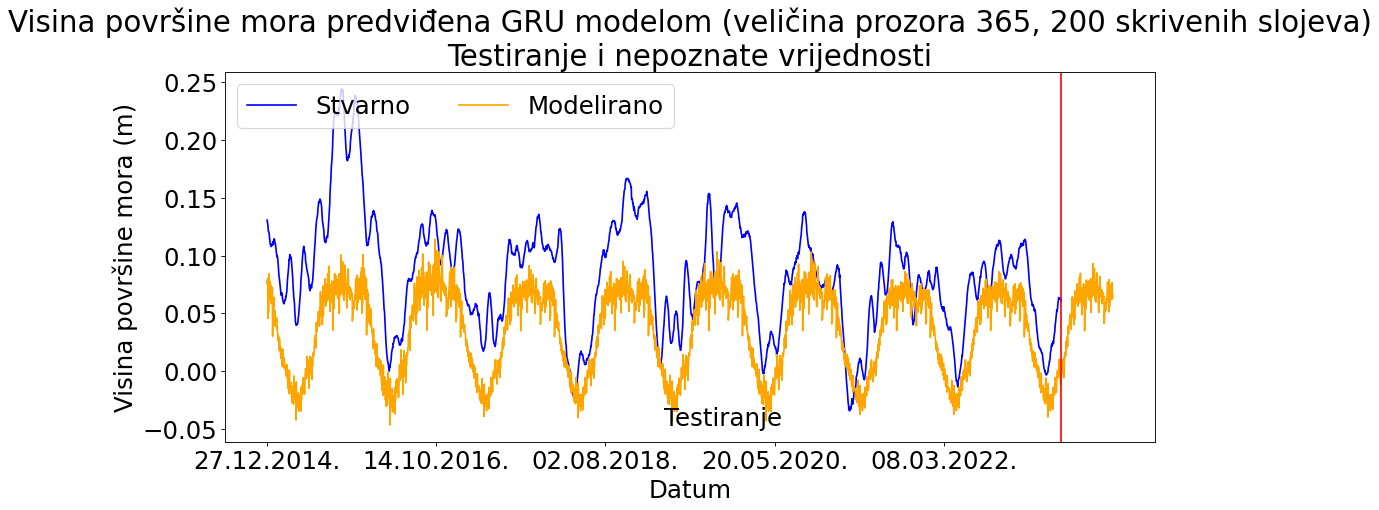 Visina površine mora predviđena GRU modelom (veličina prozora 365, 200 skrivenih slojeva)
Testiranje i nepoznate vrijednosti
Stvarno
Modelirano
Visina površine mora (m)
0.25
0.20
0.15
0.10
0.05
0.00
−0.05
Testiranje
27.12.2014.
14.10.2016.
02.08.2018.
20.05.2020.
08.03.2022.
Datum